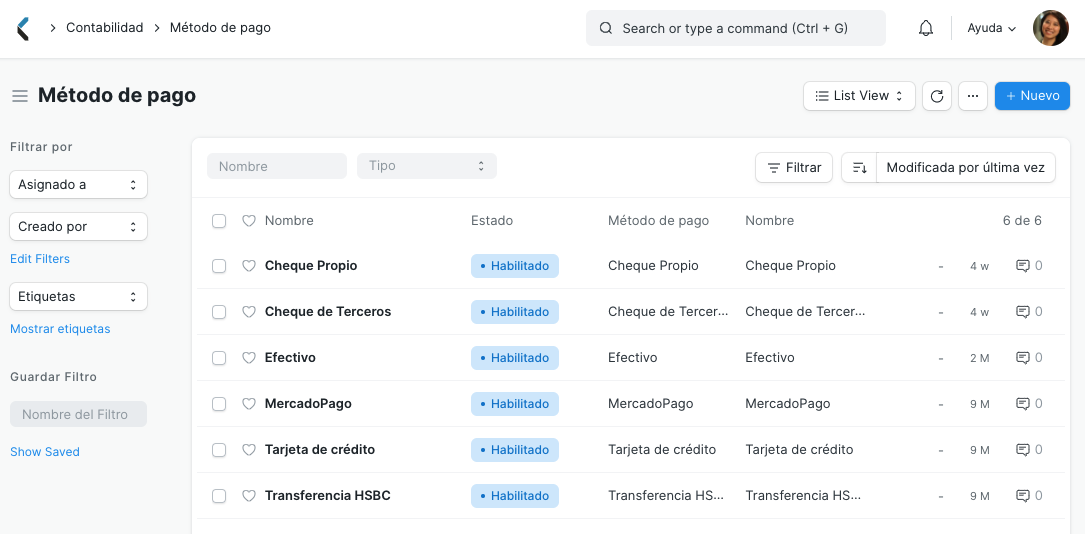 Contabilidad Método de pago Search or type a command (Ctrl + G) Ayuda
Método de pago List View ... + Nuevo
Filtrar por
Asignado a
Creado por
Edit Filters
Etiquetas
Mostrar etiquetas
Guardar Filtro
Nombre del Filtro
Show Saved
Nombre Tipo Filtrar Modificada por última vez
Nombre Estado Método de pago Nombre 6 de 6
Cheque Propio • Habilitado Cheque Propio Cheque Propio - 4 w 0
Cheque de Terceros • Habilitado Cheque de Tercer... Cheque de Tercer... - 4 w 0
Efectivo • Habilitado Efectivo Efectivo - 2 M 0
MercadoPago • Habilitado MercadoPago MercadoPago - 9 M 0
Tarjeta de crédito • Habilitado Tarjeta de crédito Tarjeta de crédito - 9 M 0
Transferencia HSBC • Habilitado Transferencia HS... Transferencia HS... - 9 M 0